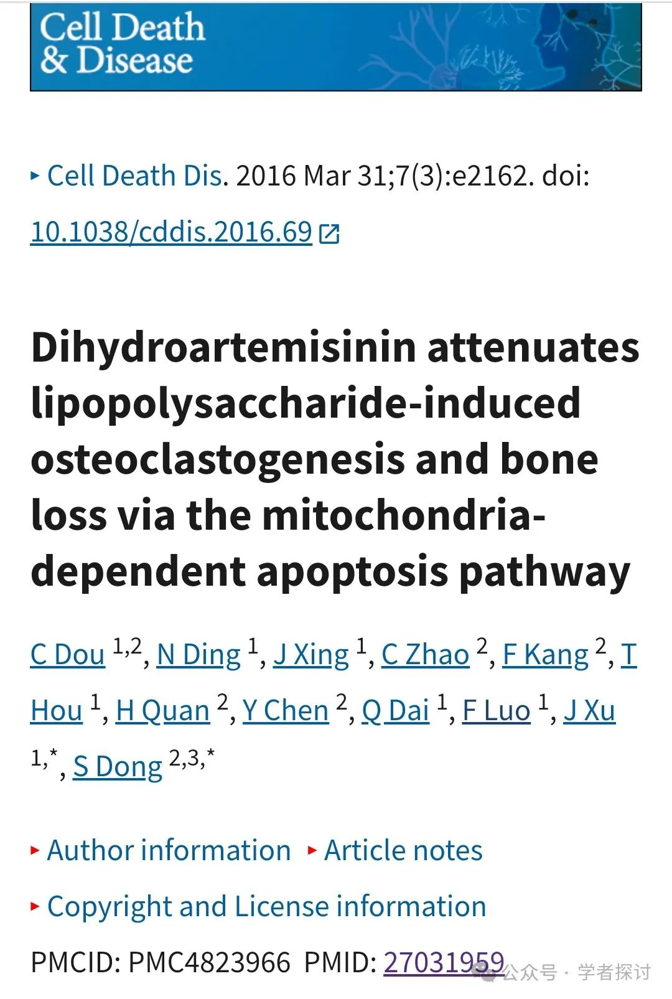 Cell Death
& Disease
▸ Cell Death Dis. 2016 Mar 31;7(3):e2162. doi:
10.1038/cddis.2016.69
Dihydroartemisinin attenuates
lipopolysaccharide-induced
osteoclastogenesis and bone
loss via the mitochondria-
dependent apoptosis pathway
C Dou 1,2, N Ding 1, J Xing 1, C Zhao 2, F Kang 2, T
Hou 1, H Quan 2, Y Chen 2, Q Dai 1, F Luo 1, J Xu
1,*, S Dong 2,3,*
▸ Author information ▸ Article notes
▸ Copyright and License information
PMCID: PMC4823966 PMID: 27031959
公众号 · 学者探讨